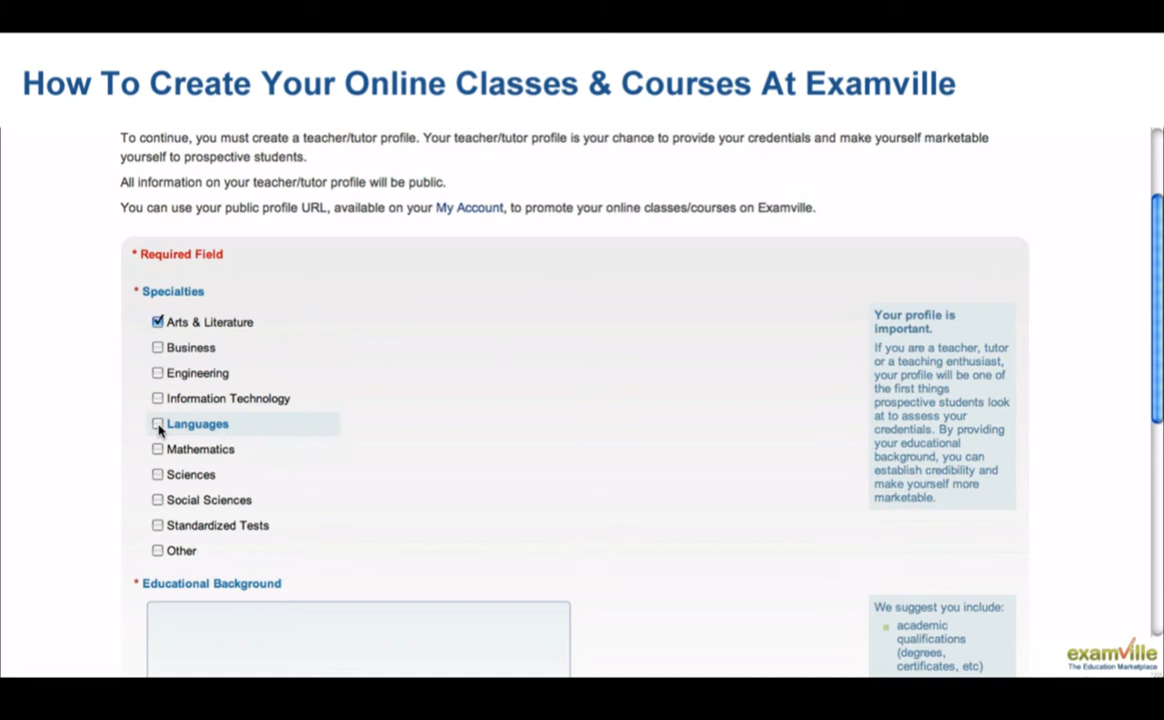 How To Create Your Online Classes & Courses At Examville
To continue, you must create a teacher/tutor profile. Your teacher/tutor profile is your chance to provide your credentials and make yourself marketable
yourself to prospective students.
All information on your teacher/tutor profile will be public.
You can use your public profile URL, available on your My Account, to promote your online classes/courses on Examville.
* Required Field
* Specialties
Arts & Literature
Business
Engineering
Information Technology
Languages
Mathematics
Sciences
Social Sciences
Standardized Tests
Other
Your profile is
important.
If you are a teacher, tutor
or a teaching enthusiast,
your profile will be one of
the first things
prospective students look
at to assess your
credentials. By providing
your educational
background, you can
establish credibility and
make yourself more
marketable.
* Educational Background
We suggest you include:
academic
qualifications
(degrees,
certificates, etc)
examville
The Education Marketplace